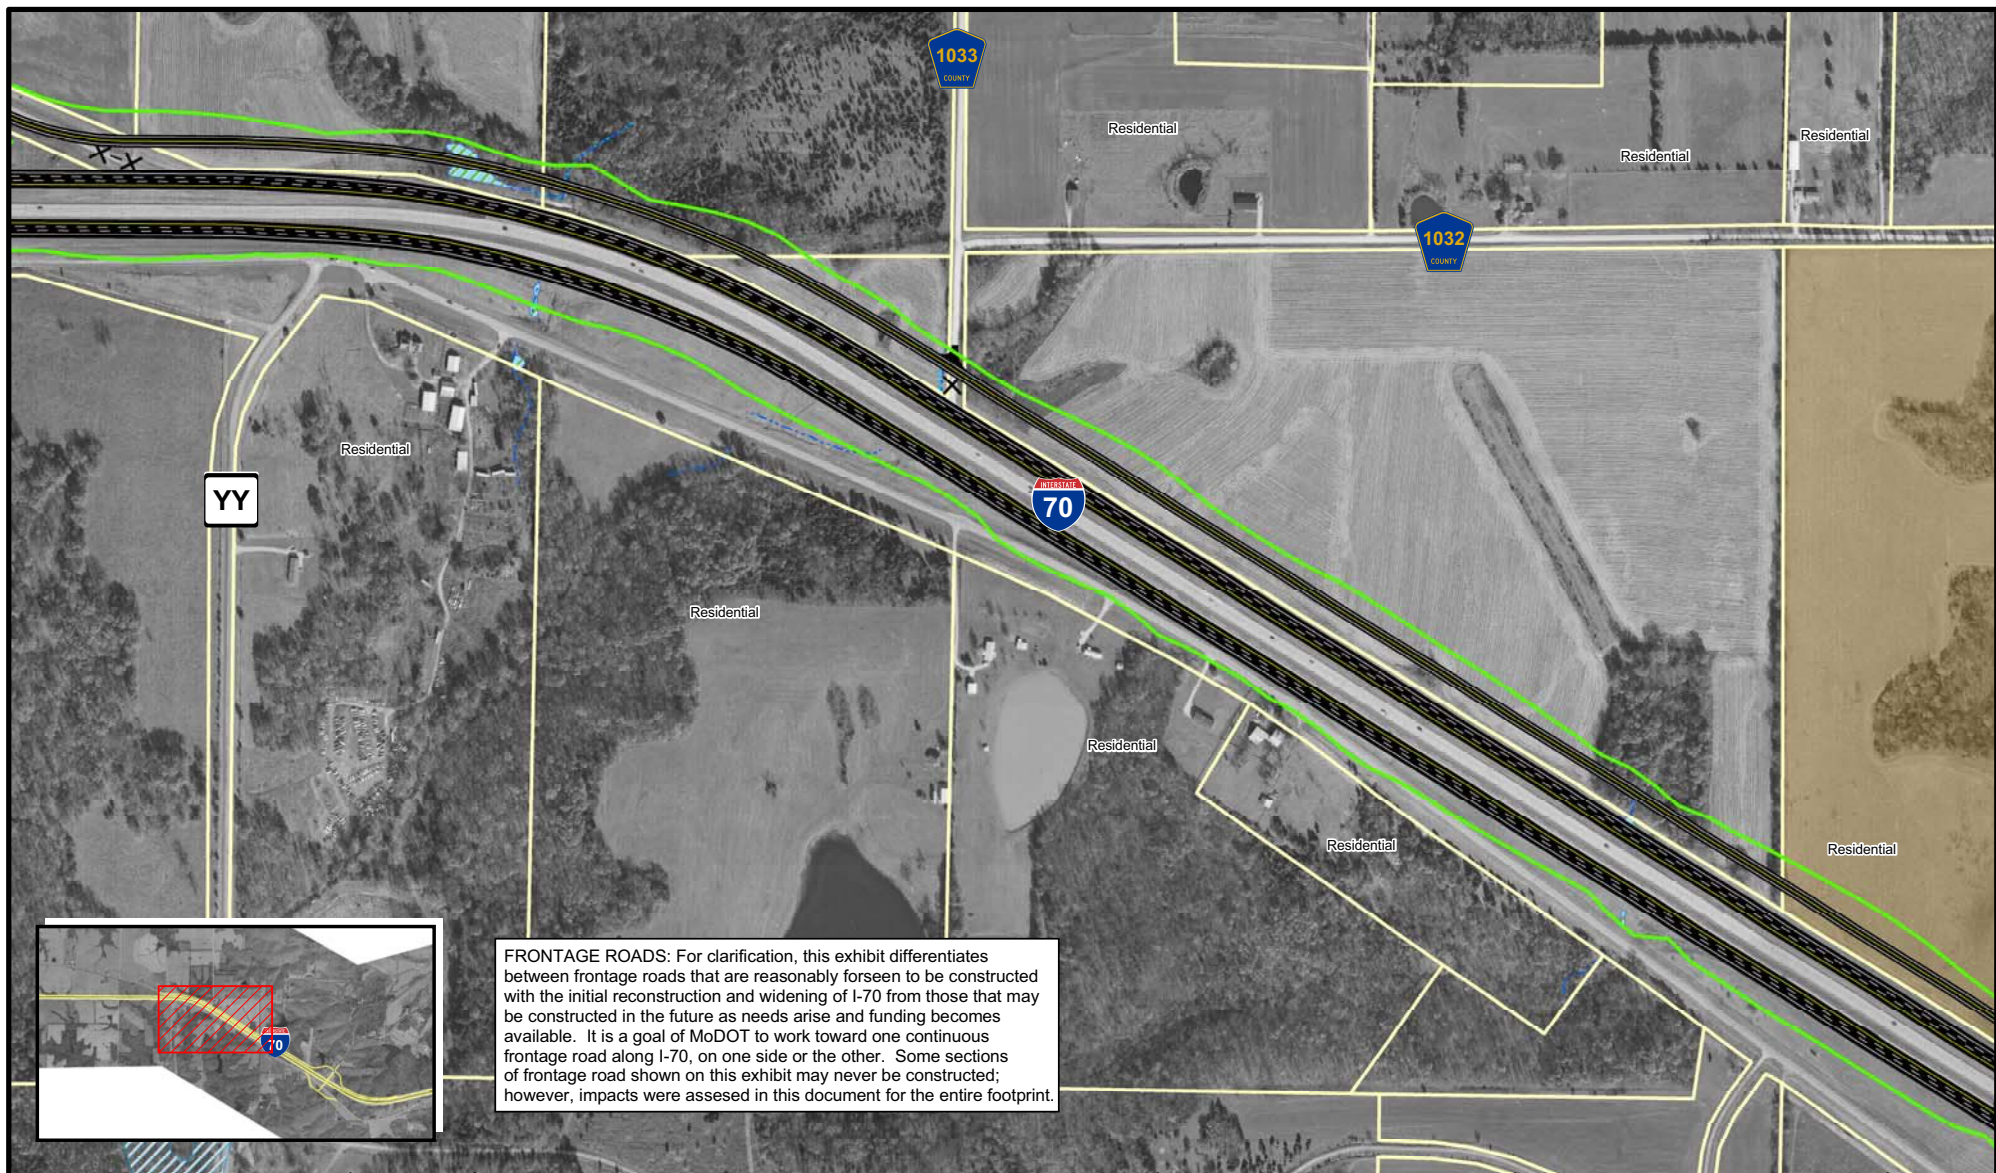 1033
COUNTY
Residential
Residential
Residential
1032
COUNTY
Residential
YY
INTERSTATE
70
Residential
Residential
Residential
Residential
70
FRONTAGE ROADS: For clarification, this exhibit differentiates
between frontage roads that are reasonably forseen to be constructed
with the initial reconstruction and widening of I-70 from those that may
be constructed in the future as needs arise and funding becomes
available.  It is a goal of MoDOT to work toward one continuous
frontage road along I-70, on one side or the other.  Some sections
of frontage road shown on this exhibit may never be constructed;
however, impacts were assesed in this document for the entire footprint.